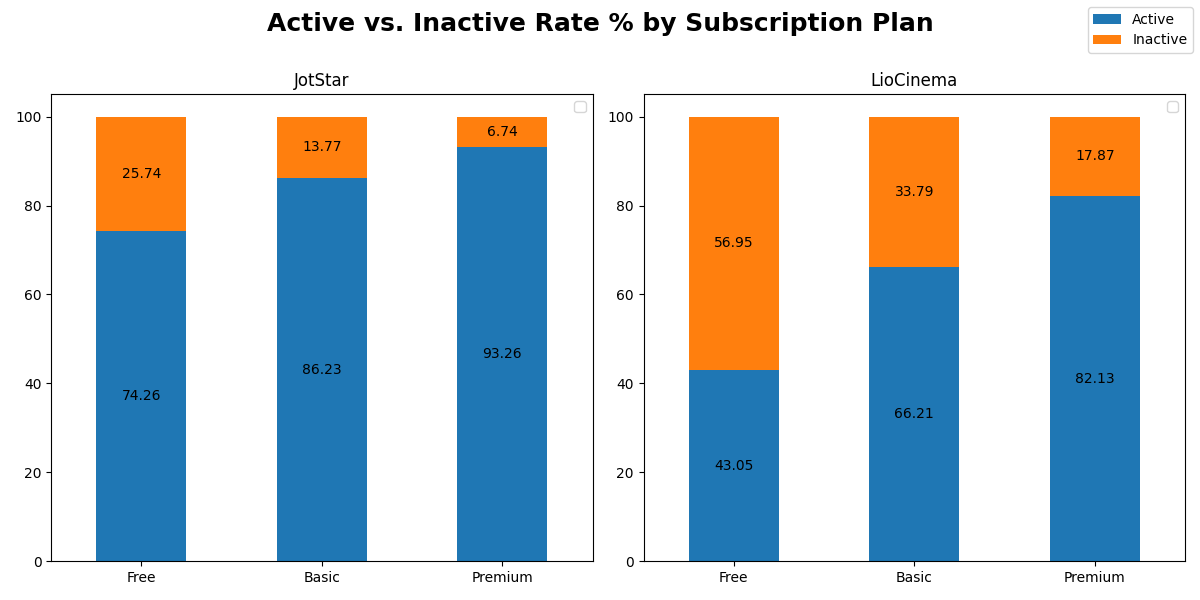 Active vs. Inactive Rate % by Subscription Plan
Active
Inactive
JotStar
100
80
60
40
20
0
25.74
13.77
6.74
74.26
86.23
93.26
Free
Basic
Premium
LioCinema
100
80
60
40
20
0
56.95
33.79
17.87
43.05
66.21
82.13
Free
Basic
Premium